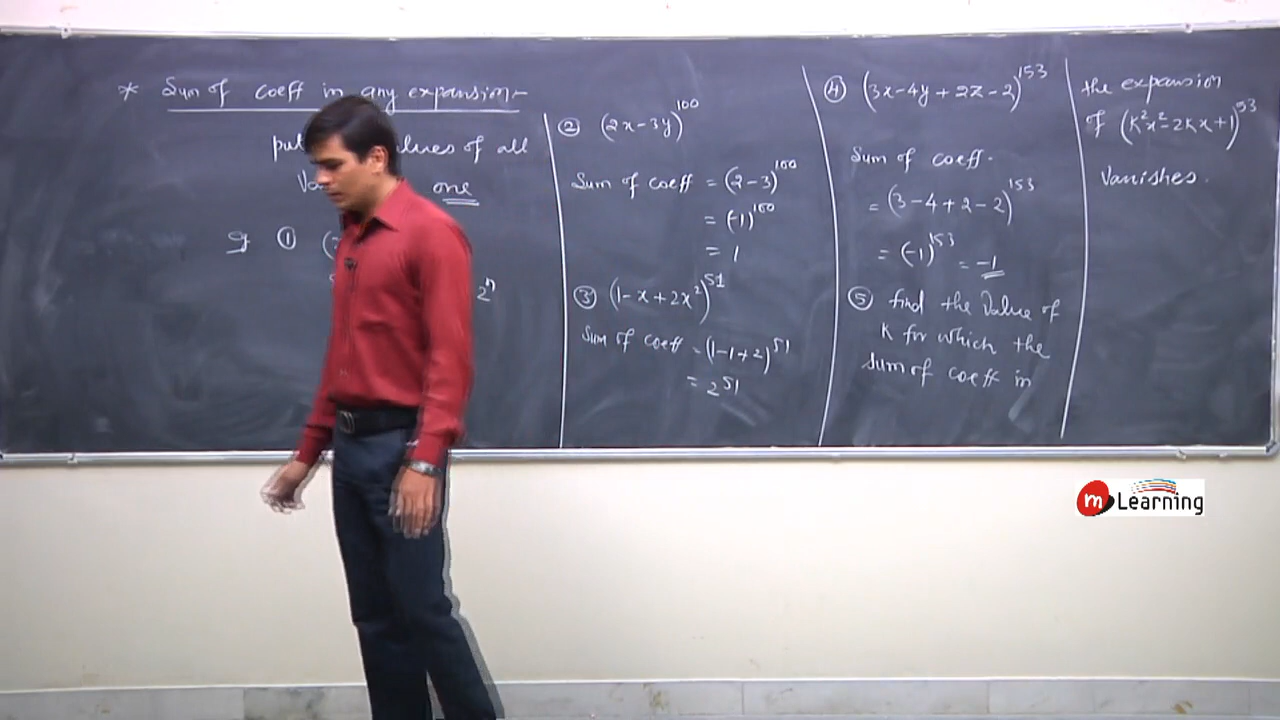 * Sum of coeff in any expansion-
put values of all
one
eg ① (
2ⁿ
② (2x-3y)¹⁰⁰
Sum of coeff = (2-3)¹⁰⁰
= (-1)¹⁰⁰
= 1
③ (1-x+2x²)⁵¹
Sum of coeff = (1-1+2)⁵¹
= 2⁵¹
④ (3x-4y+2z-2)¹⁵³
Sum of coeff.
= (3-4+2-2)¹⁵³
= (-1)¹⁵³ = -1
⑤ find the value of
K for which the
Sum of coeff in
the expansion
of (K²x²-2Kx+1)⁵³
Vanishes.
m Learning